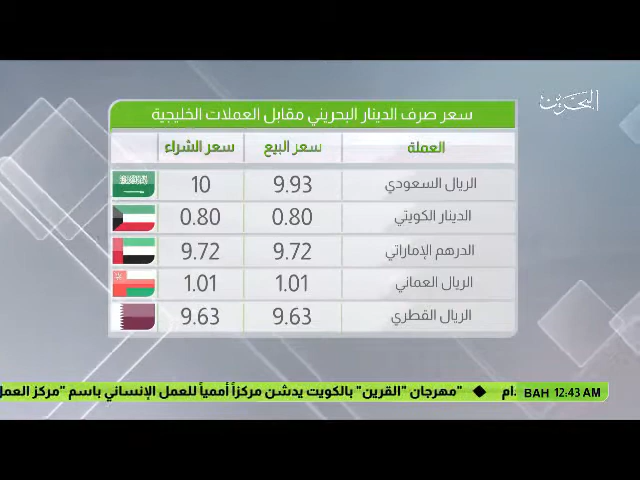 البحرين
سعر صرف الدينار البحريني مقابل العملات الخليجية
العملة سعر البيع سعر الشراء
الريال السعودي 9.93 10
الدينار الكويتي 0.80 0.80
الدرهم الإماراتي 9.72 9.72
الريال العماني 1.01 1.01
الريال القطري 9.63 9.63
BAH 12:43 AM
دام. ◆ "مهرجان "القرين" بالكويت يدشن مركزاً أممياً للعمل الإنساني باسم "مركز العمل